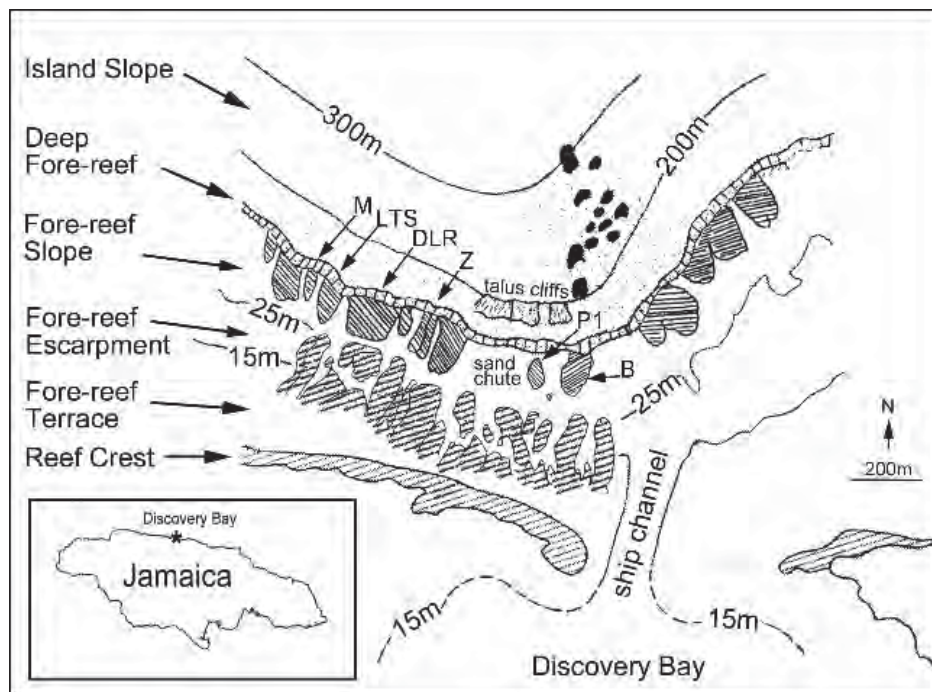 Island Slope
Deep
Fore-reef
Fore-reef
Slope
Fore-reef
Escarpment
Fore-reef
Terrace
Reef Crest
300m
200m
M
LTS
DLR
Z
talus cliffs
P1
25m
15m
sand
chute
B
25m
N
200m
ship channel
15m
15m
Discovery Bay
Discovery Bay
*
Jamaica